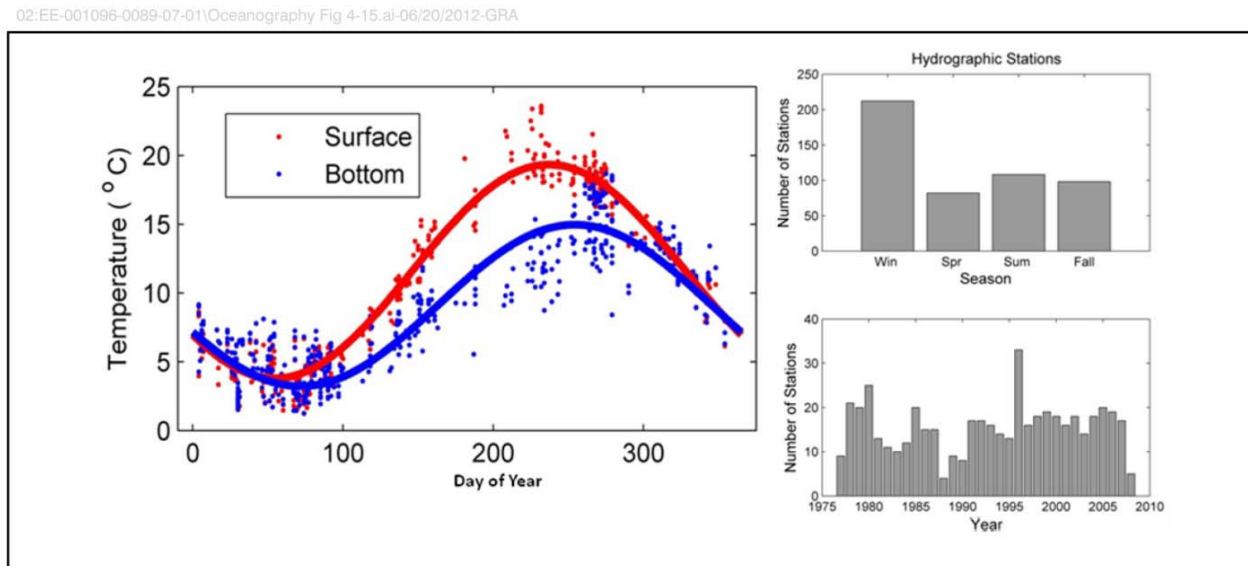 02:EE-001096-0089-07-01\Oceanography Fig 4-15.ai-06/20/2012-GRA
25
20
15
10
5
0
Temperature ( °C)
Surface
Bottom
0 100 200 300
Day of Year
Hydrographic Stations
250
200
150
100
50
0
Number of Stations
Win Spr Sum Fall
Season
40
30
20
10
0
Number of Stations
1975 1980 1985 1990 1995 2000 2005 2010
Year